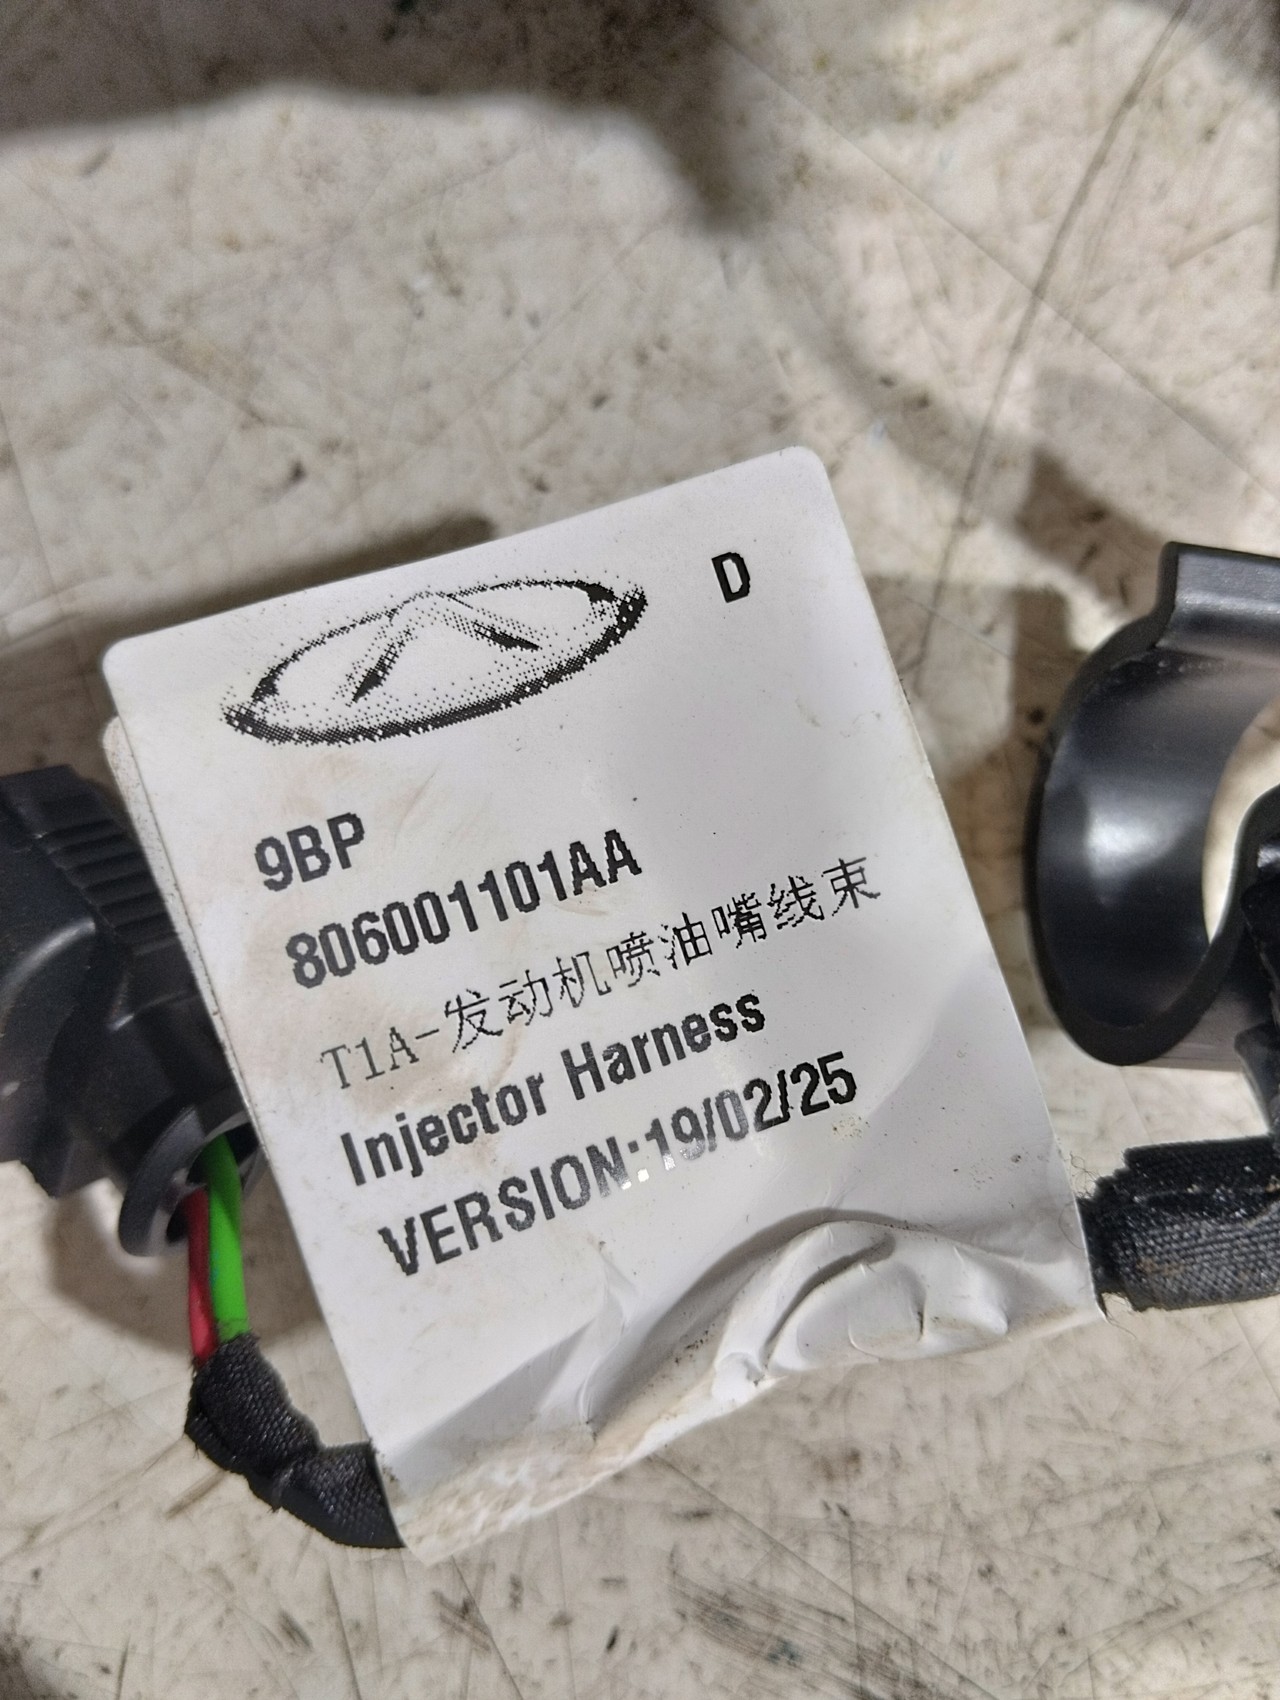 D
9BP
806001101AA
T1A-发动机喷油嘴线束
Injector Harness
VERSION:19/02/25